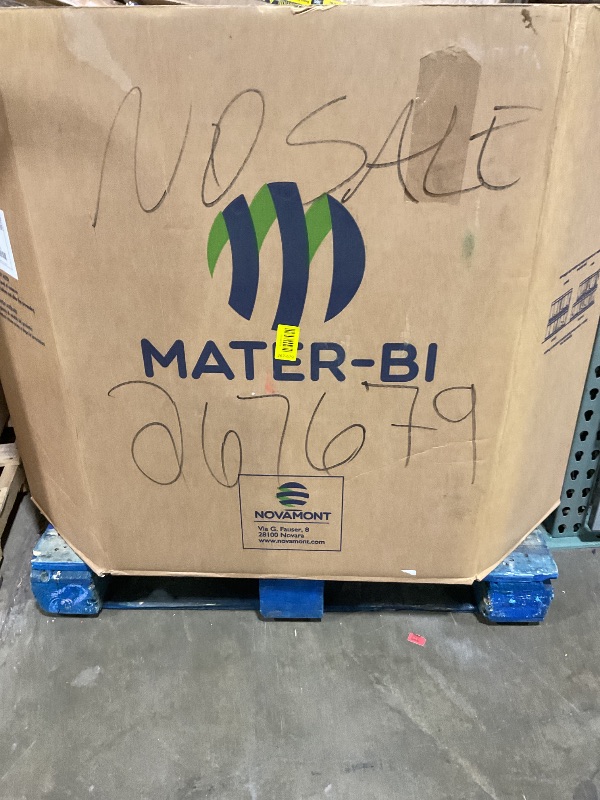 NO SALE
MATER-BI
267679
NOVAMONT
Via G. Fauser, 8
28100 Novara
www.novamont.com